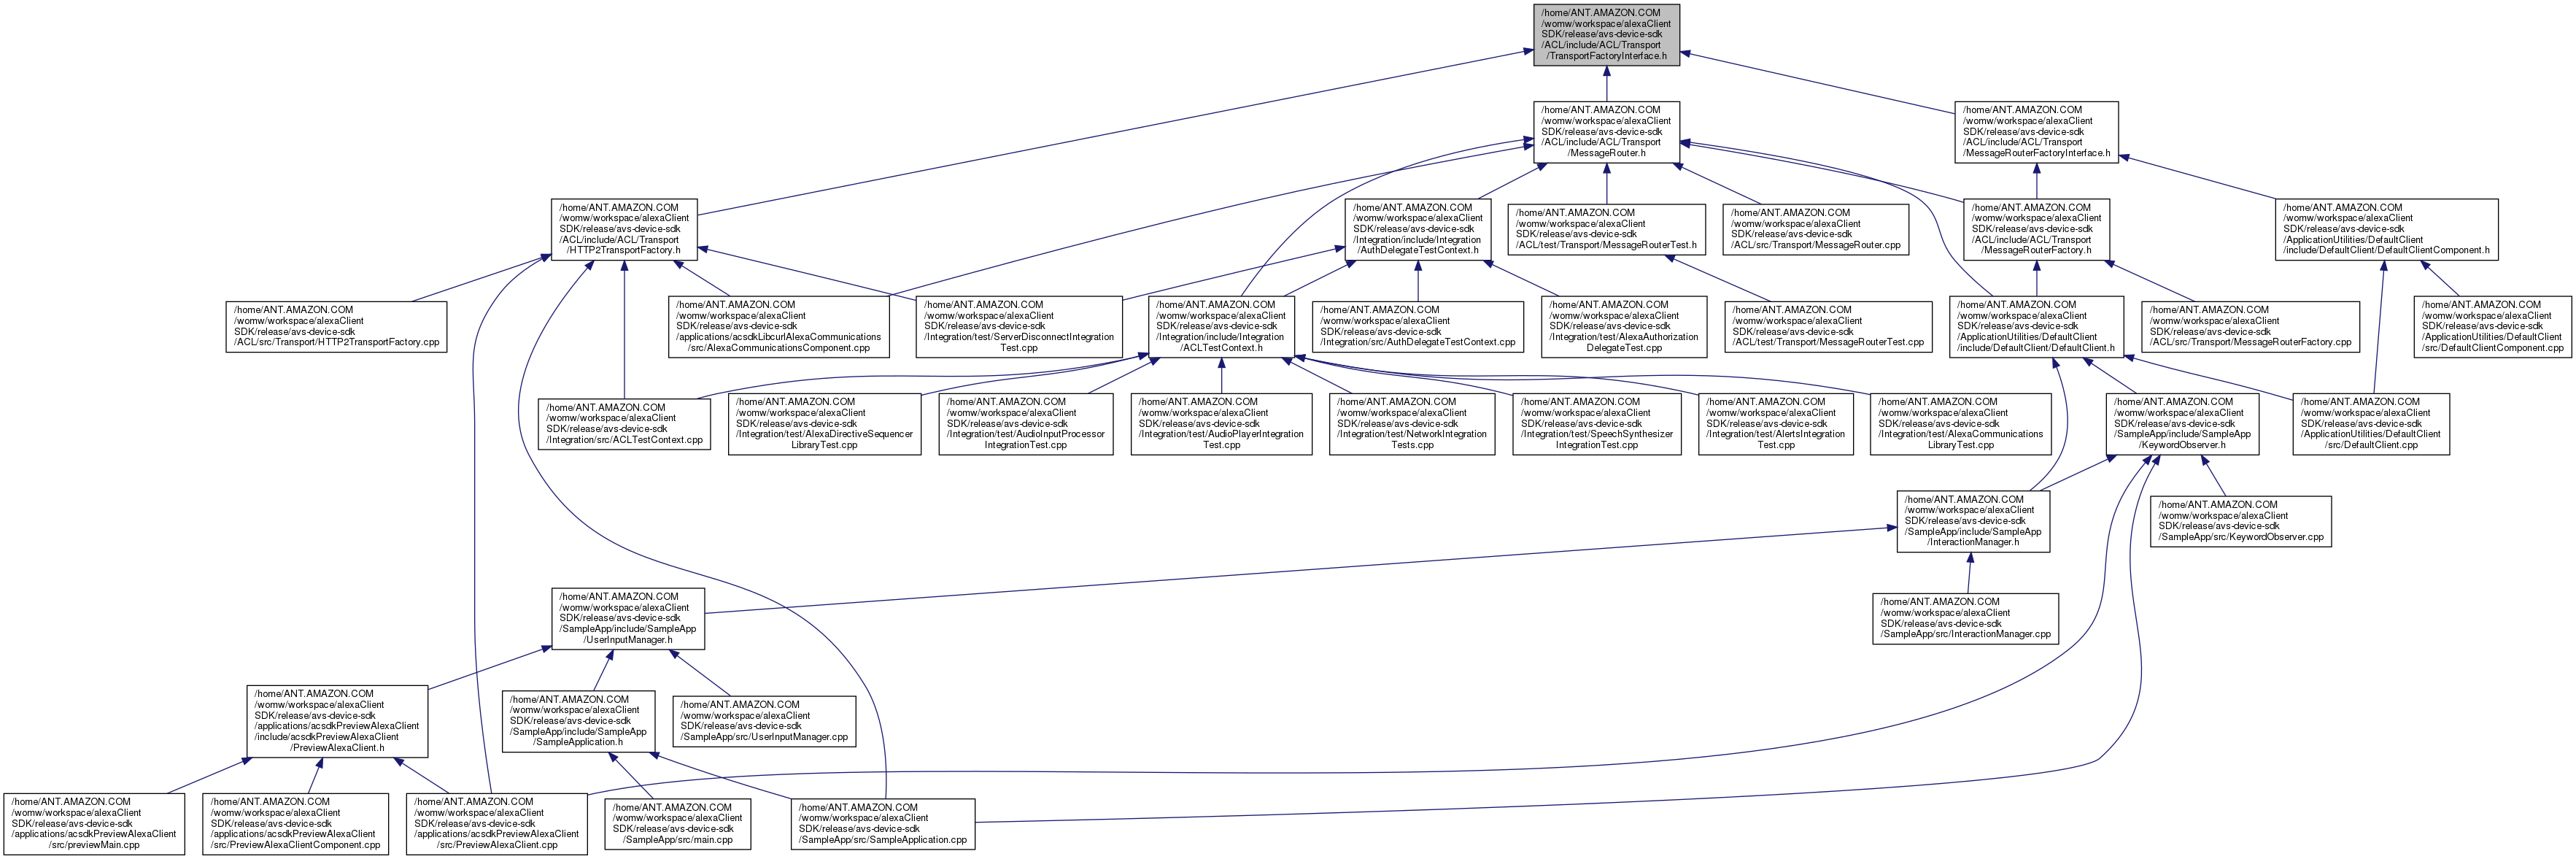 /home/ANT.AMAZON.COM
/womw/workspace/alexaClient
SDK/release/avs-device-sdk
/ACL/include/ACL/Transport
/TransportFactoryInterface.h
/home/ANT.AMAZON.COM
/womw/workspace/alexaClient
SDK/release/avs-device-sdk
/ACL/include/ACL/Transport
/MessageRouter.h
/home/ANT.AMAZON.COM
/womw/workspace/alexaClient
SDK/release/avs-device-sdk
/ACL/include/ACL/Transport
/MessageRouterFactoryInterface.h
/home/ANT.AMAZON.COM
/womw/workspace/alexaClient
SDK/release/avs-device-sdk
/ACL/include/ACL/Transport
/HTTP2TransportFactory.h
/home/ANT.AMAZON.COM
/womw/workspace/alexaClient
SDK/release/avs-device-sdk
/Integration/include/Integration
/AuthDelegateTestContext.h
/home/ANT.AMAZON.COM
/womw/workspace/alexaClient
SDK/release/avs-device-sdk
/ACL/test/Transport/MessageRouterTest.h
/home/ANT.AMAZON.COM
/womw/workspace/alexaClient
SDK/release/avs-device-sdk
/ACL/src/Transport/MessageRouter.cpp
/home/ANT.AMAZON.COM
/womw/workspace/alexaClient
SDK/release/avs-device-sdk
/ACL/include/ACL/Transport
/MessageRouterFactory.h
/home/ANT.AMAZON.COM
/womw/workspace/alexaClient
SDK/release/avs-device-sdk
/ApplicationUtilities/DefaultClient
/include/DefaultClient/DefaultClientComponent.h
/home/ANT.AMAZON.COM
/womw/workspace/alexaClient
SDK/release/avs-device-sdk
/ACL/src/Transport/HTTP2TransportFactory.cpp
/home/ANT.AMAZON.COM
/womw/workspace/alexaClient
SDK/release/avs-device-sdk
/applications/acsdkLibcurlAlexaCommunications
/src/AlexaCommunicationsComponent.cpp
/home/ANT.AMAZON.COM
/womw/workspace/alexaClient
SDK/release/avs-device-sdk
/Integration/test/ServerDisconnectIntegration
Test.cpp
/home/ANT.AMAZON.COM
/womw/workspace/alexaClient
SDK/release/avs-device-sdk
/Integration/include/Integration
/ACLTestContext.h
/home/ANT.AMAZON.COM
/womw/workspace/alexaClient
SDK/release/avs-device-sdk
/Integration/src/AuthDelegateTestContext.cpp
/home/ANT.AMAZON.COM
/womw/workspace/alexaClient
SDK/release/avs-device-sdk
/Integration/test/AlexaAuthorization
DelegateTest.cpp
/home/ANT.AMAZON.COM
/womw/workspace/alexaClient
SDK/release/avs-device-sdk
/ACL/test/Transport/MessageRouterTest.cpp
/home/ANT.AMAZON.COM
/womw/workspace/alexaClient
SDK/release/avs-device-sdk
/ApplicationUtilities/DefaultClient
/include/DefaultClient/DefaultClient.h
/home/ANT.AMAZON.COM
/womw/workspace/alexaClient
SDK/release/avs-device-sdk
/ACL/src/Transport/MessageRouterFactory.cpp
/home/ANT.AMAZON.COM
/womw/workspace/alexaClient
SDK/release/avs-device-sdk
/ApplicationUtilities/DefaultClient
/src/DefaultClientComponent.cpp
/home/ANT.AMAZON.COM
/womw/workspace/alexaClient
SDK/release/avs-device-sdk
/Integration/src/ACLTestContext.cpp
/home/ANT.AMAZON.COM
/womw/workspace/alexaClient
SDK/release/avs-device-sdk
/Integration/test/AlexaDirectiveSequencer
LibraryTest.cpp
/home/ANT.AMAZON.COM
/womw/workspace/alexaClient
SDK/release/avs-device-sdk
/Integration/test/AudioInputProcessor
IntegrationTest.cpp
/home/ANT.AMAZON.COM
/womw/workspace/alexaClient
SDK/release/avs-device-sdk
/Integration/test/AudioPlayerIntegration
Test.cpp
/home/ANT.AMAZON.COM
/womw/workspace/alexaClient
SDK/release/avs-device-sdk
/Integration/test/NetworkIntegration
Tests.cpp
/home/ANT.AMAZON.COM
/womw/workspace/alexaClient
SDK/release/avs-device-sdk
/Integration/test/SpeechSynthesizer
IntegrationTest.cpp
/home/ANT.AMAZON.COM
/womw/workspace/alexaClient
SDK/release/avs-device-sdk
/Integration/test/AlertsIntegration
Test.cpp
/home/ANT.AMAZON.COM
/womw/workspace/alexaClient
SDK/release/avs-device-sdk
/Integration/test/AlexaCommunications
LibraryTest.cpp
/home/ANT.AMAZON.COM
/womw/workspace/alexaClient
SDK/release/avs-device-sdk
/SampleApp/include/SampleApp
/KeywordObserver.h
/home/ANT.AMAZON.COM
/womw/workspace/alexaClient
SDK/release/avs-device-sdk
/ApplicationUtilities/DefaultClient
/src/DefaultClient.cpp
/home/ANT.AMAZON.COM
/womw/workspace/alexaClient
SDK/release/avs-device-sdk
/SampleApp/include/SampleApp
/InteractionManager.h
/home/ANT.AMAZON.COM
/womw/workspace/alexaClient
SDK/release/avs-device-sdk
/SampleApp/src/KeywordObserver.cpp
/home/ANT.AMAZON.COM
/womw/workspace/alexaClient
SDK/release/avs-device-sdk
/SampleApp/include/SampleApp
/UserInputManager.h
/home/ANT.AMAZON.COM
/womw/workspace/alexaClient
SDK/release/avs-device-sdk
/SampleApp/src/InteractionManager.cpp
/home/ANT.AMAZON.COM
/womw/workspace/alexaClient
SDK/release/avs-device-sdk
/applications/acsdkPreviewAlexaClient
/include/acsdkPreviewAlexaClient
/PreviewAlexaClient.h
/home/ANT.AMAZON.COM
/womw/workspace/alexaClient
SDK/release/avs-device-sdk
/SampleApp/include/SampleApp
/SampleApplication.h
/home/ANT.AMAZON.COM
/womw/workspace/alexaClient
SDK/release/avs-device-sdk
/SampleApp/src/UserInputManager.cpp
/home/ANT.AMAZON.COM
/womw/workspace/alexaClient
SDK/release/avs-device-sdk
/applications/acsdkPreviewAlexaClient
/src/previewMain.cpp
/home/ANT.AMAZON.COM
/womw/workspace/alexaClient
SDK/release/avs-device-sdk
/applications/acsdkPreviewAlexaClient
/src/PreviewAlexaClientComponent.cpp
/home/ANT.AMAZON.COM
/womw/workspace/alexaClient
SDK/release/avs-device-sdk
/applications/acsdkPreviewAlexaClient
/src/PreviewAlexaClient.cpp
/home/ANT.AMAZON.COM
/womw/workspace/alexaClient
SDK/release/avs-device-sdk
/SampleApp/src/main.cpp
/home/ANT.AMAZON.COM
/womw/workspace/alexaClient
SDK/release/avs-device-sdk
/SampleApp/src/SampleApplication.cpp